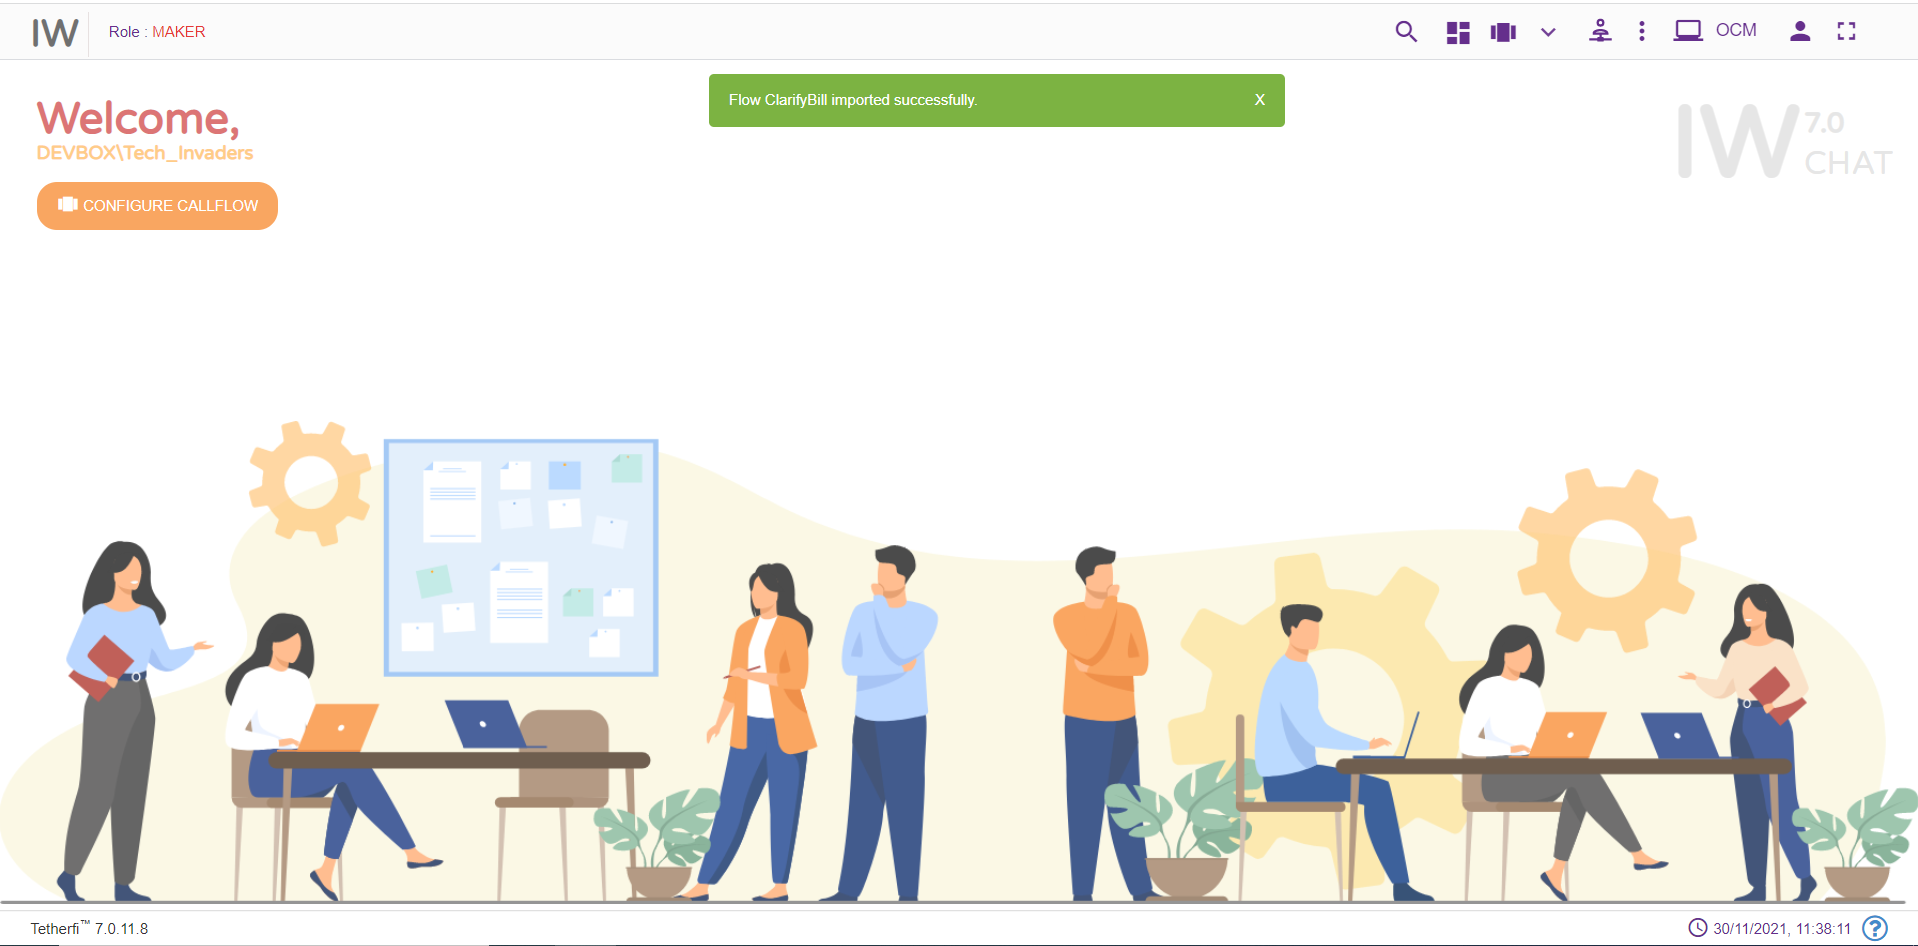 IW
Role : MAKER
OCM
Flow ClarifyBill imported successfully.
X
Welcome,
DEVBOX\Tech_Invaders
CONFIGURE CALLFLOW
IW 7.0
CHAT
Tetherfi™ 7.0.11.8
30/11/2021, 11:38:11
?